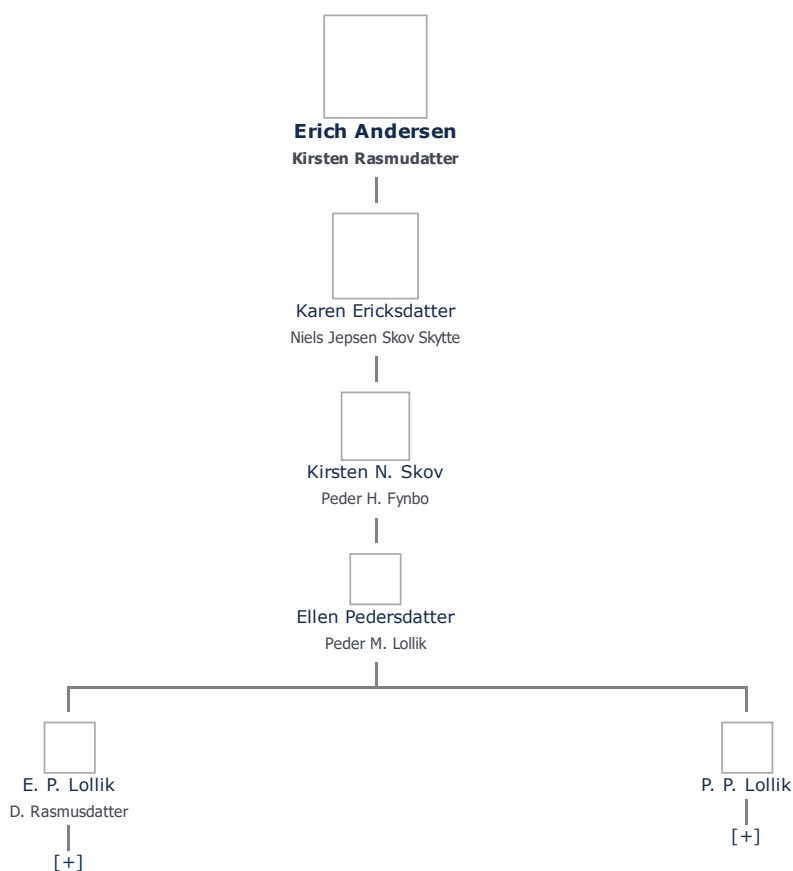 Erich Andersen
Kirsten Rasmudatter
Karen Ericksdatter
Niels Jepsen Skov Skytte
Kirsten N. Skov
Peder H. Fynbo
Ellen Pedersdatter
Peder M. Lollik
E. P. Lollik
D. Rasmusdatter
[+]
P. P. Lollik
[+]